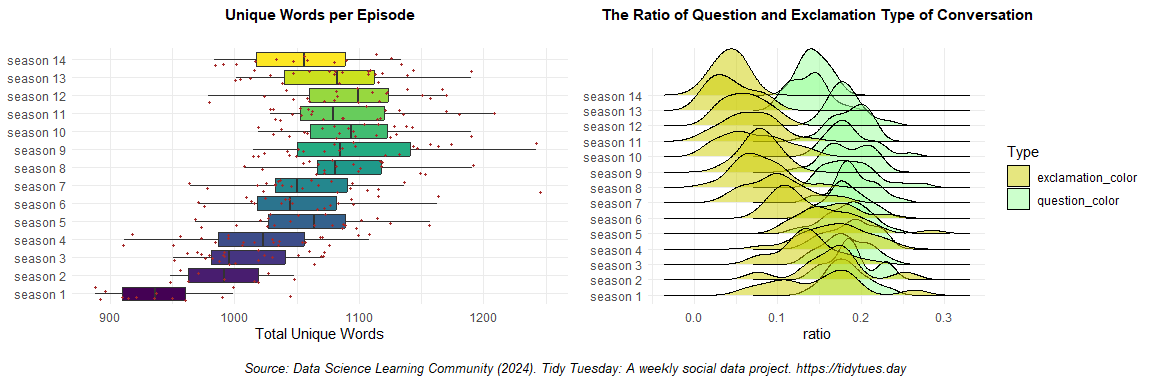 Unique Words per Episode
season 14
season 13
season 12
season 11
season 10
season 9
season 8
season 7
season 6
season 5
season 4
season 3
season 2
season 1
900 1000 1100 1200
Total Unique Words
The Ratio of Question and Exclamation Type of Conversation
season 14
season 13
season 12
season 11
season 10
season 9
season 8
season 7
season 6
season 5
season 4
season 3
season 2
season 1
0.0 0.1 0.2 0.3
ratio
Type
exclamation_color
question_color
Source: Data Science Learning Community (2024). Tidy Tuesday: A weekly social data project. https://tidytues.day